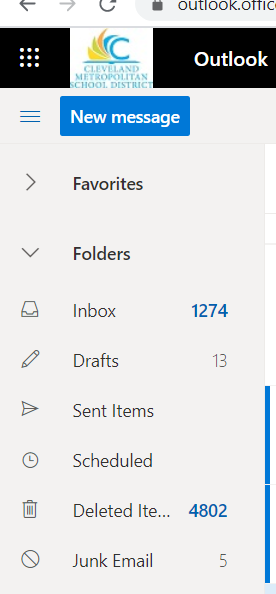 outlook.offic
CLEVELAND
METROPOLITAN
SCHOOL DISTRICT
Outlook
New message
Favorites
Folders
Inbox 1274
Drafts 13
Sent Items
Scheduled
Deleted Ite... 4802
Junk Email 5